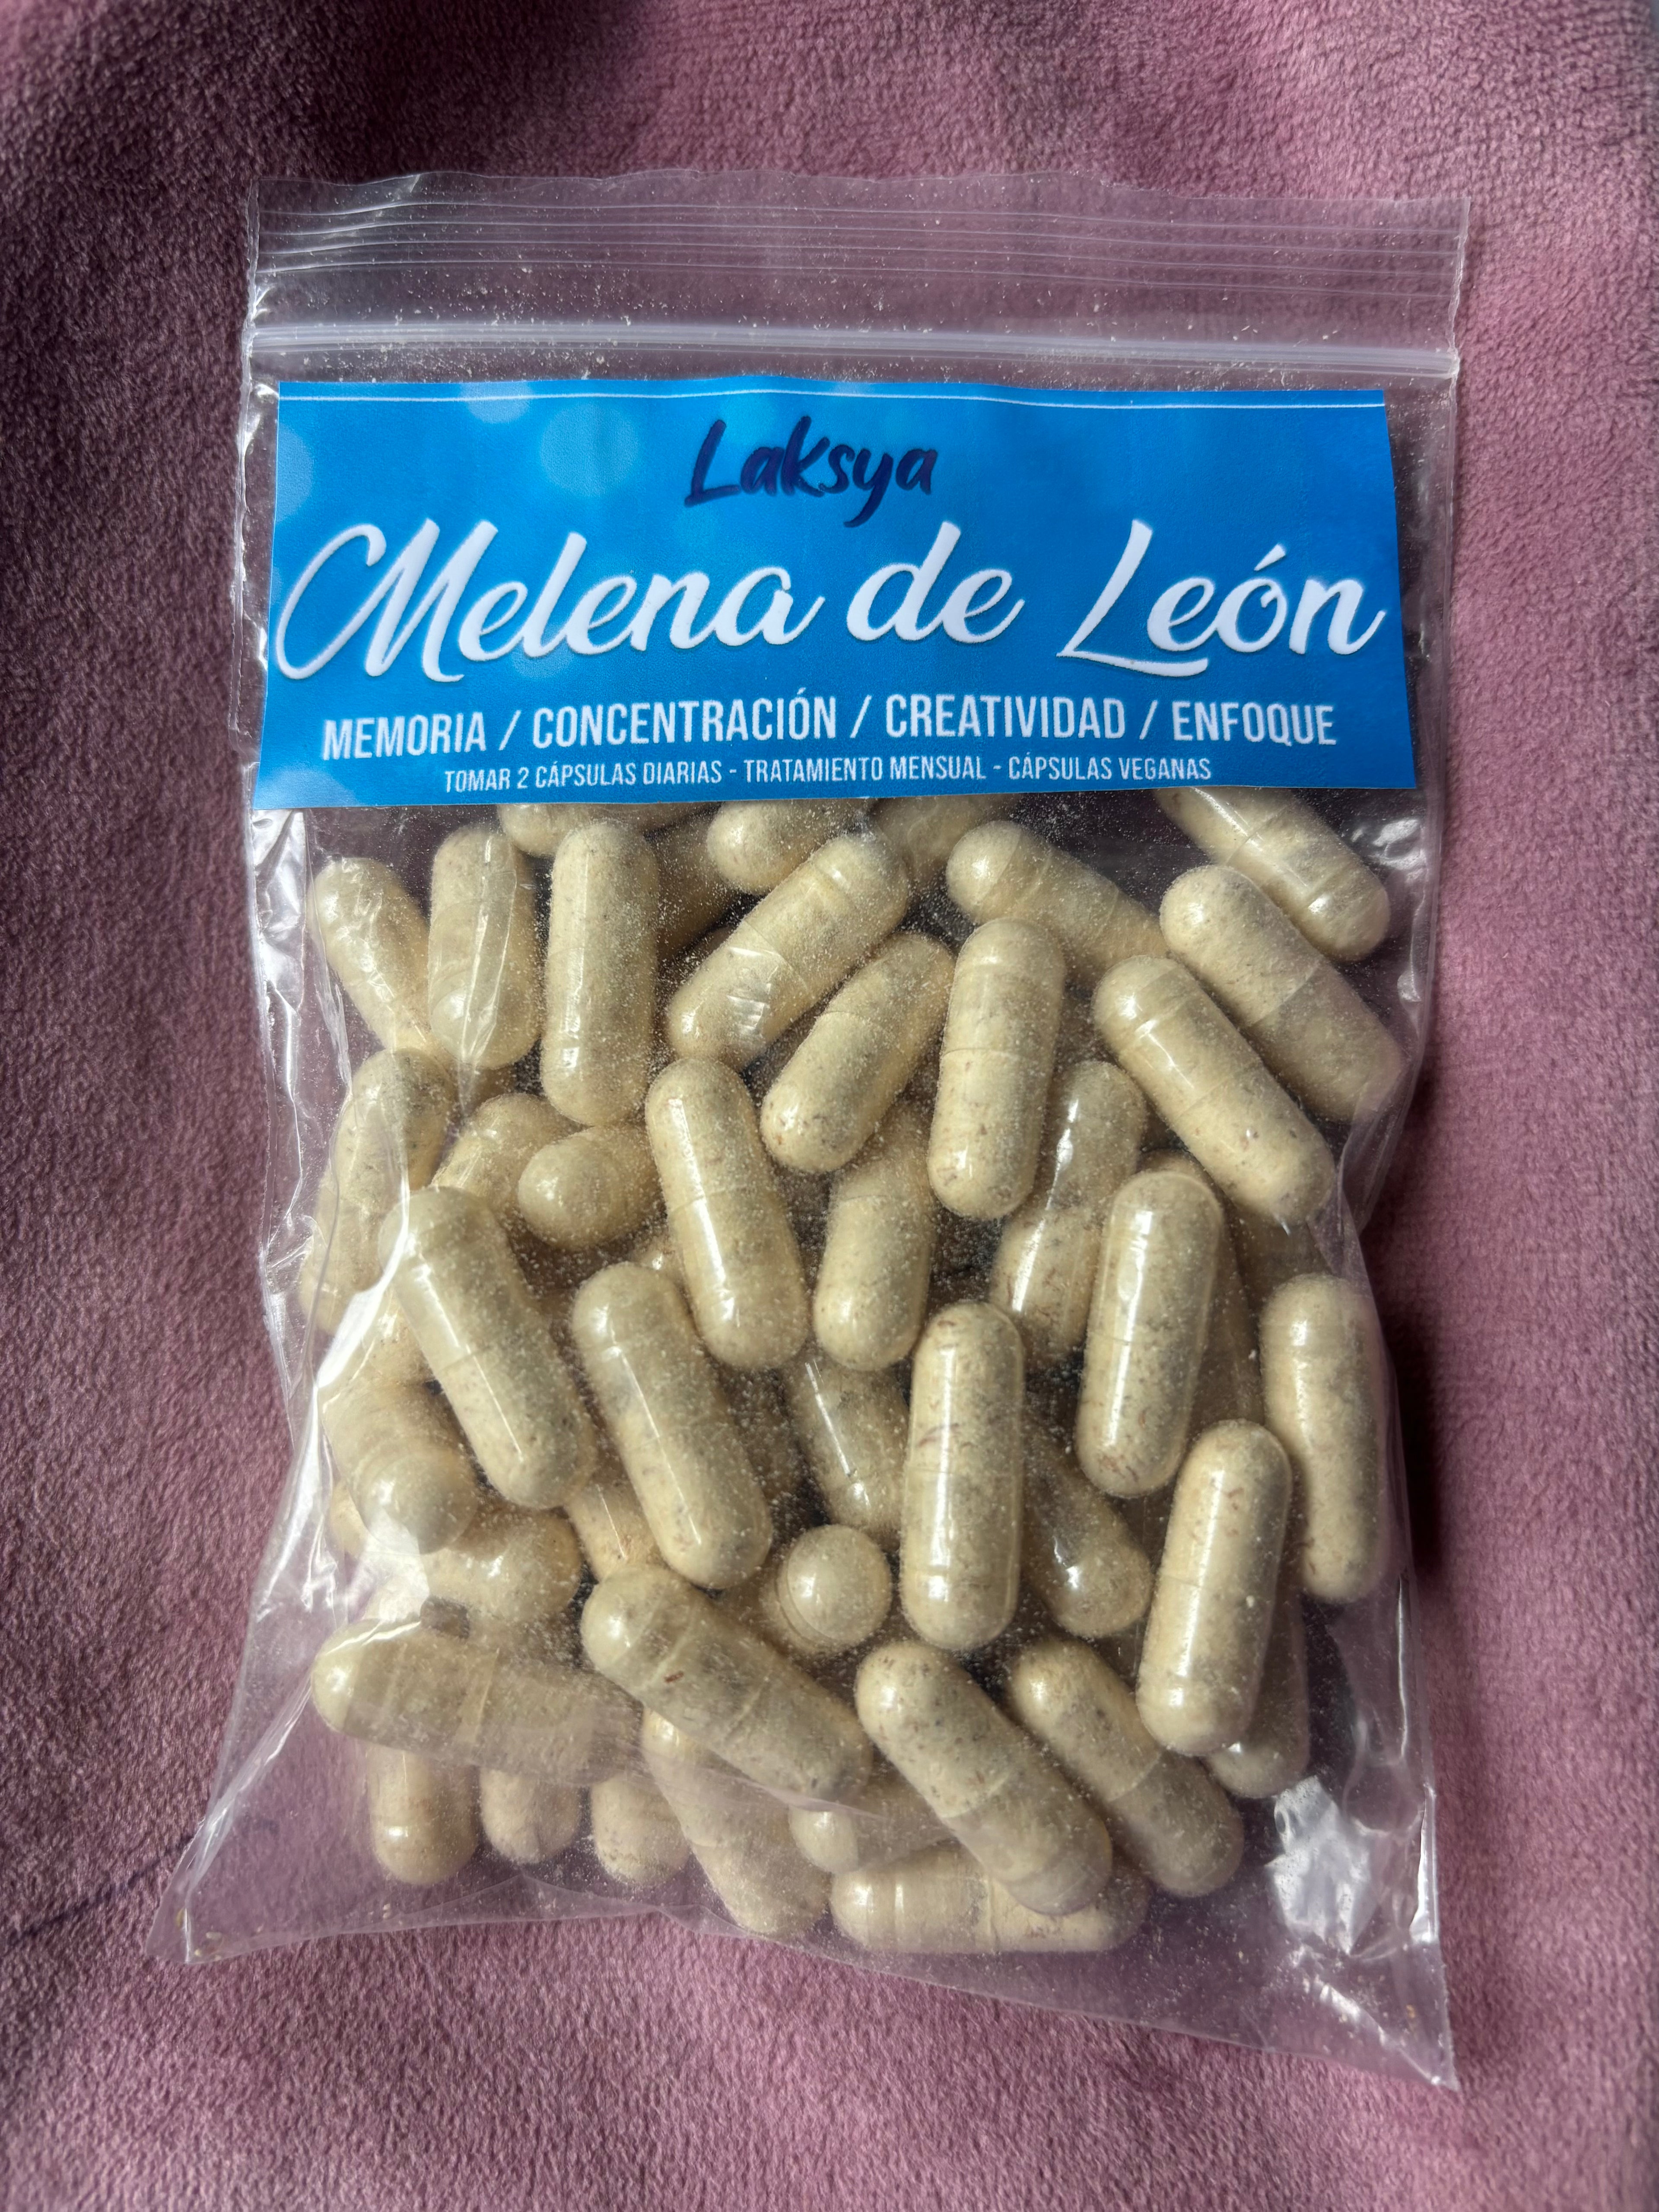 Laksya
Melena de León
MEMORIA / CONCENTRACIÓN / CREATIVIDAD / ENFOQUE
TOMAR 2 CÁPSULAS DIARIAS - TRATAMIENTO MENSUAL - CÁPSULAS VEGANAS